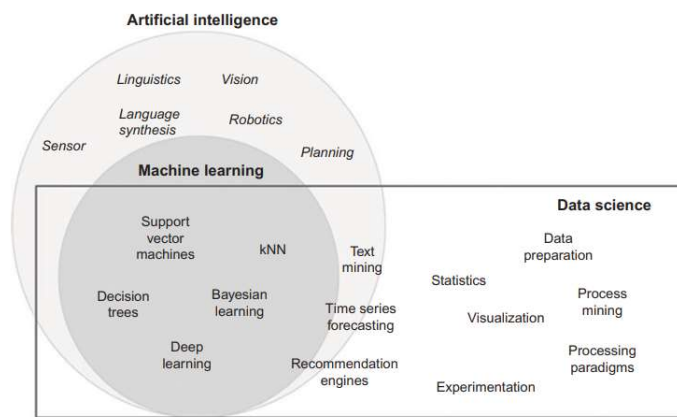 Artificial intelligence
Linguistics
Vision
Language
synthesis
Robotics
Sensor
Planning
Machine learning
Data science
Support
vector
machines
kNN
Text
mining
Data
preparation
Statistics
Decision
trees
Bayesian
learning
Time series
forecasting
Visualization
Process
mining
Deep
learning
Recommendation
engines
Processing
paradigms
Experimentation